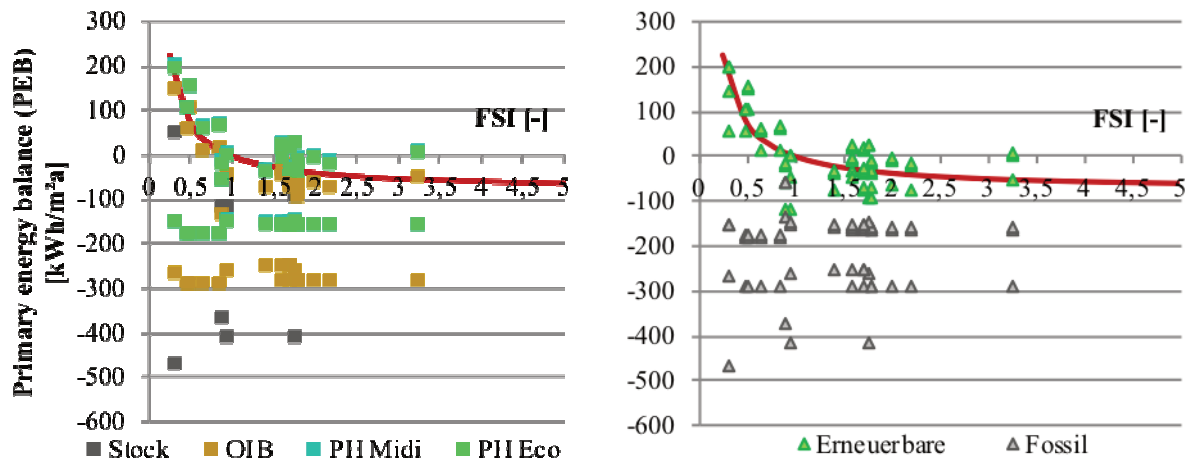 Primary energy balance (PEB)
[kWh/m²a]
300
200
100
0
-100
-200
-300
-400
-500
-600
FSI [-]
0 0,5 1 1,5 2 2,5 3 3,5 4 4,5 5
Stock OIB PH Midi PH Eco
300
200
100
0
-100
-200
-300
-400
-500
-600
FSI [-]
0 0,5 1 1,5 2 2,5 3 3,5 4 4,5 5
Erneuerbare Fossil